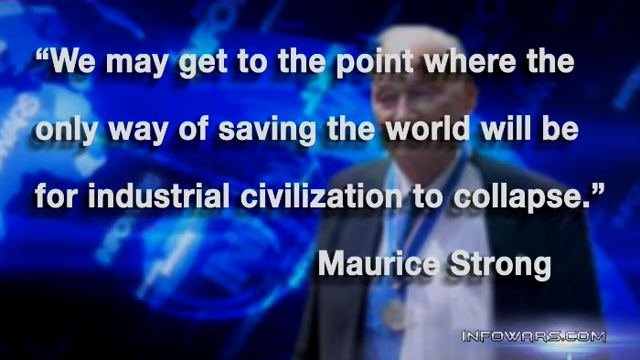 “We may get to the point where the
only way of saving the world will be
for industrial civilization to collapse.”
Maurice Strong
INFOWARS.COM